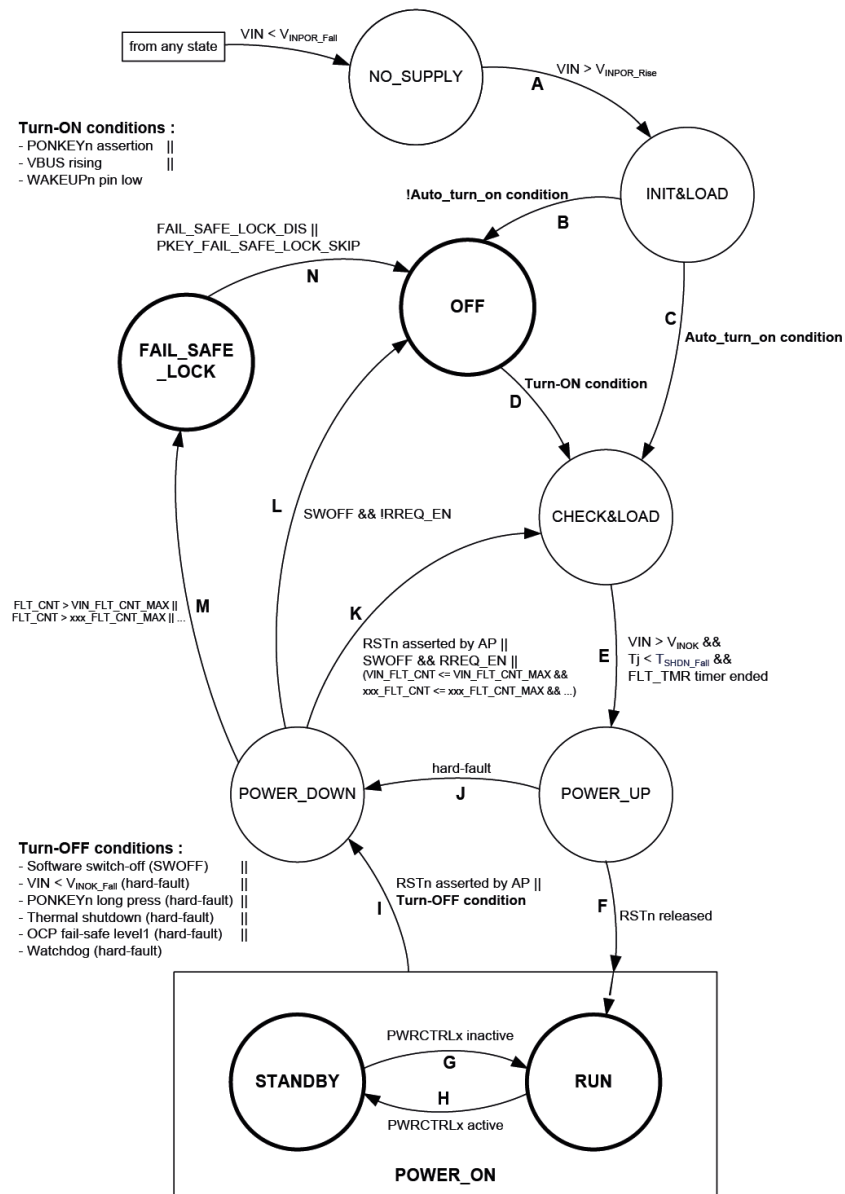 from any state
VIN < VINPOR_Fall
NO_SUPPLY
A
VIN > VINPOR_Rise
Turn-ON conditions :
- PONKEYn assertion ||
- VBUS rising ||
- WAKEUPn pin low
INIT&LOAD
!Auto_turn_on condition
B
FAIL_SAFE_LOCK_DIS ||
PKEY_FAIL_SAFE_LOCK_SKIP
N
OFF
C
Auto_turn_on condition
FAIL_SAFE
_LOCK
Turn-ON condition
D
L
SWOFF && !RREQ_EN
CHECK&LOAD
M
FLT_CNT > VIN_FLT_CNT_MAX ||
FLT_CNT > xxx_FLT_CNT_MAX || ...
K
RSTn asserted by AP ||
SWOFF && RREQ_EN ||
(VIN_FLT_CNT <= VIN_FLT_CNT_MAX &&
xxx_FLT_CNT <= xxx_FLT_CNT_MAX && ...)
E
VIN > VINOK &&
Tj < TSHDN_Fall &&
FLT_TMR timer ended
POWER_DOWN
hard-fault
J
POWER_UP
Turn-OFF conditions :
- Software switch-off (SWOFF) ||
- VIN < VINOK_Fall (hard-fault) ||
- PONKEYn long press (hard-fault) ||
- Thermal shutdown (hard-fault) ||
- OCP fail-safe level1 (hard-fault) ||
- Watchdog (hard-fault)
I
RSTn asserted by AP ||
Turn-OFF condition
F
RSTn released
STANDBY
PWRCTRLx inactive
G
H
PWRCTRLx active
RUN
POWER_ON